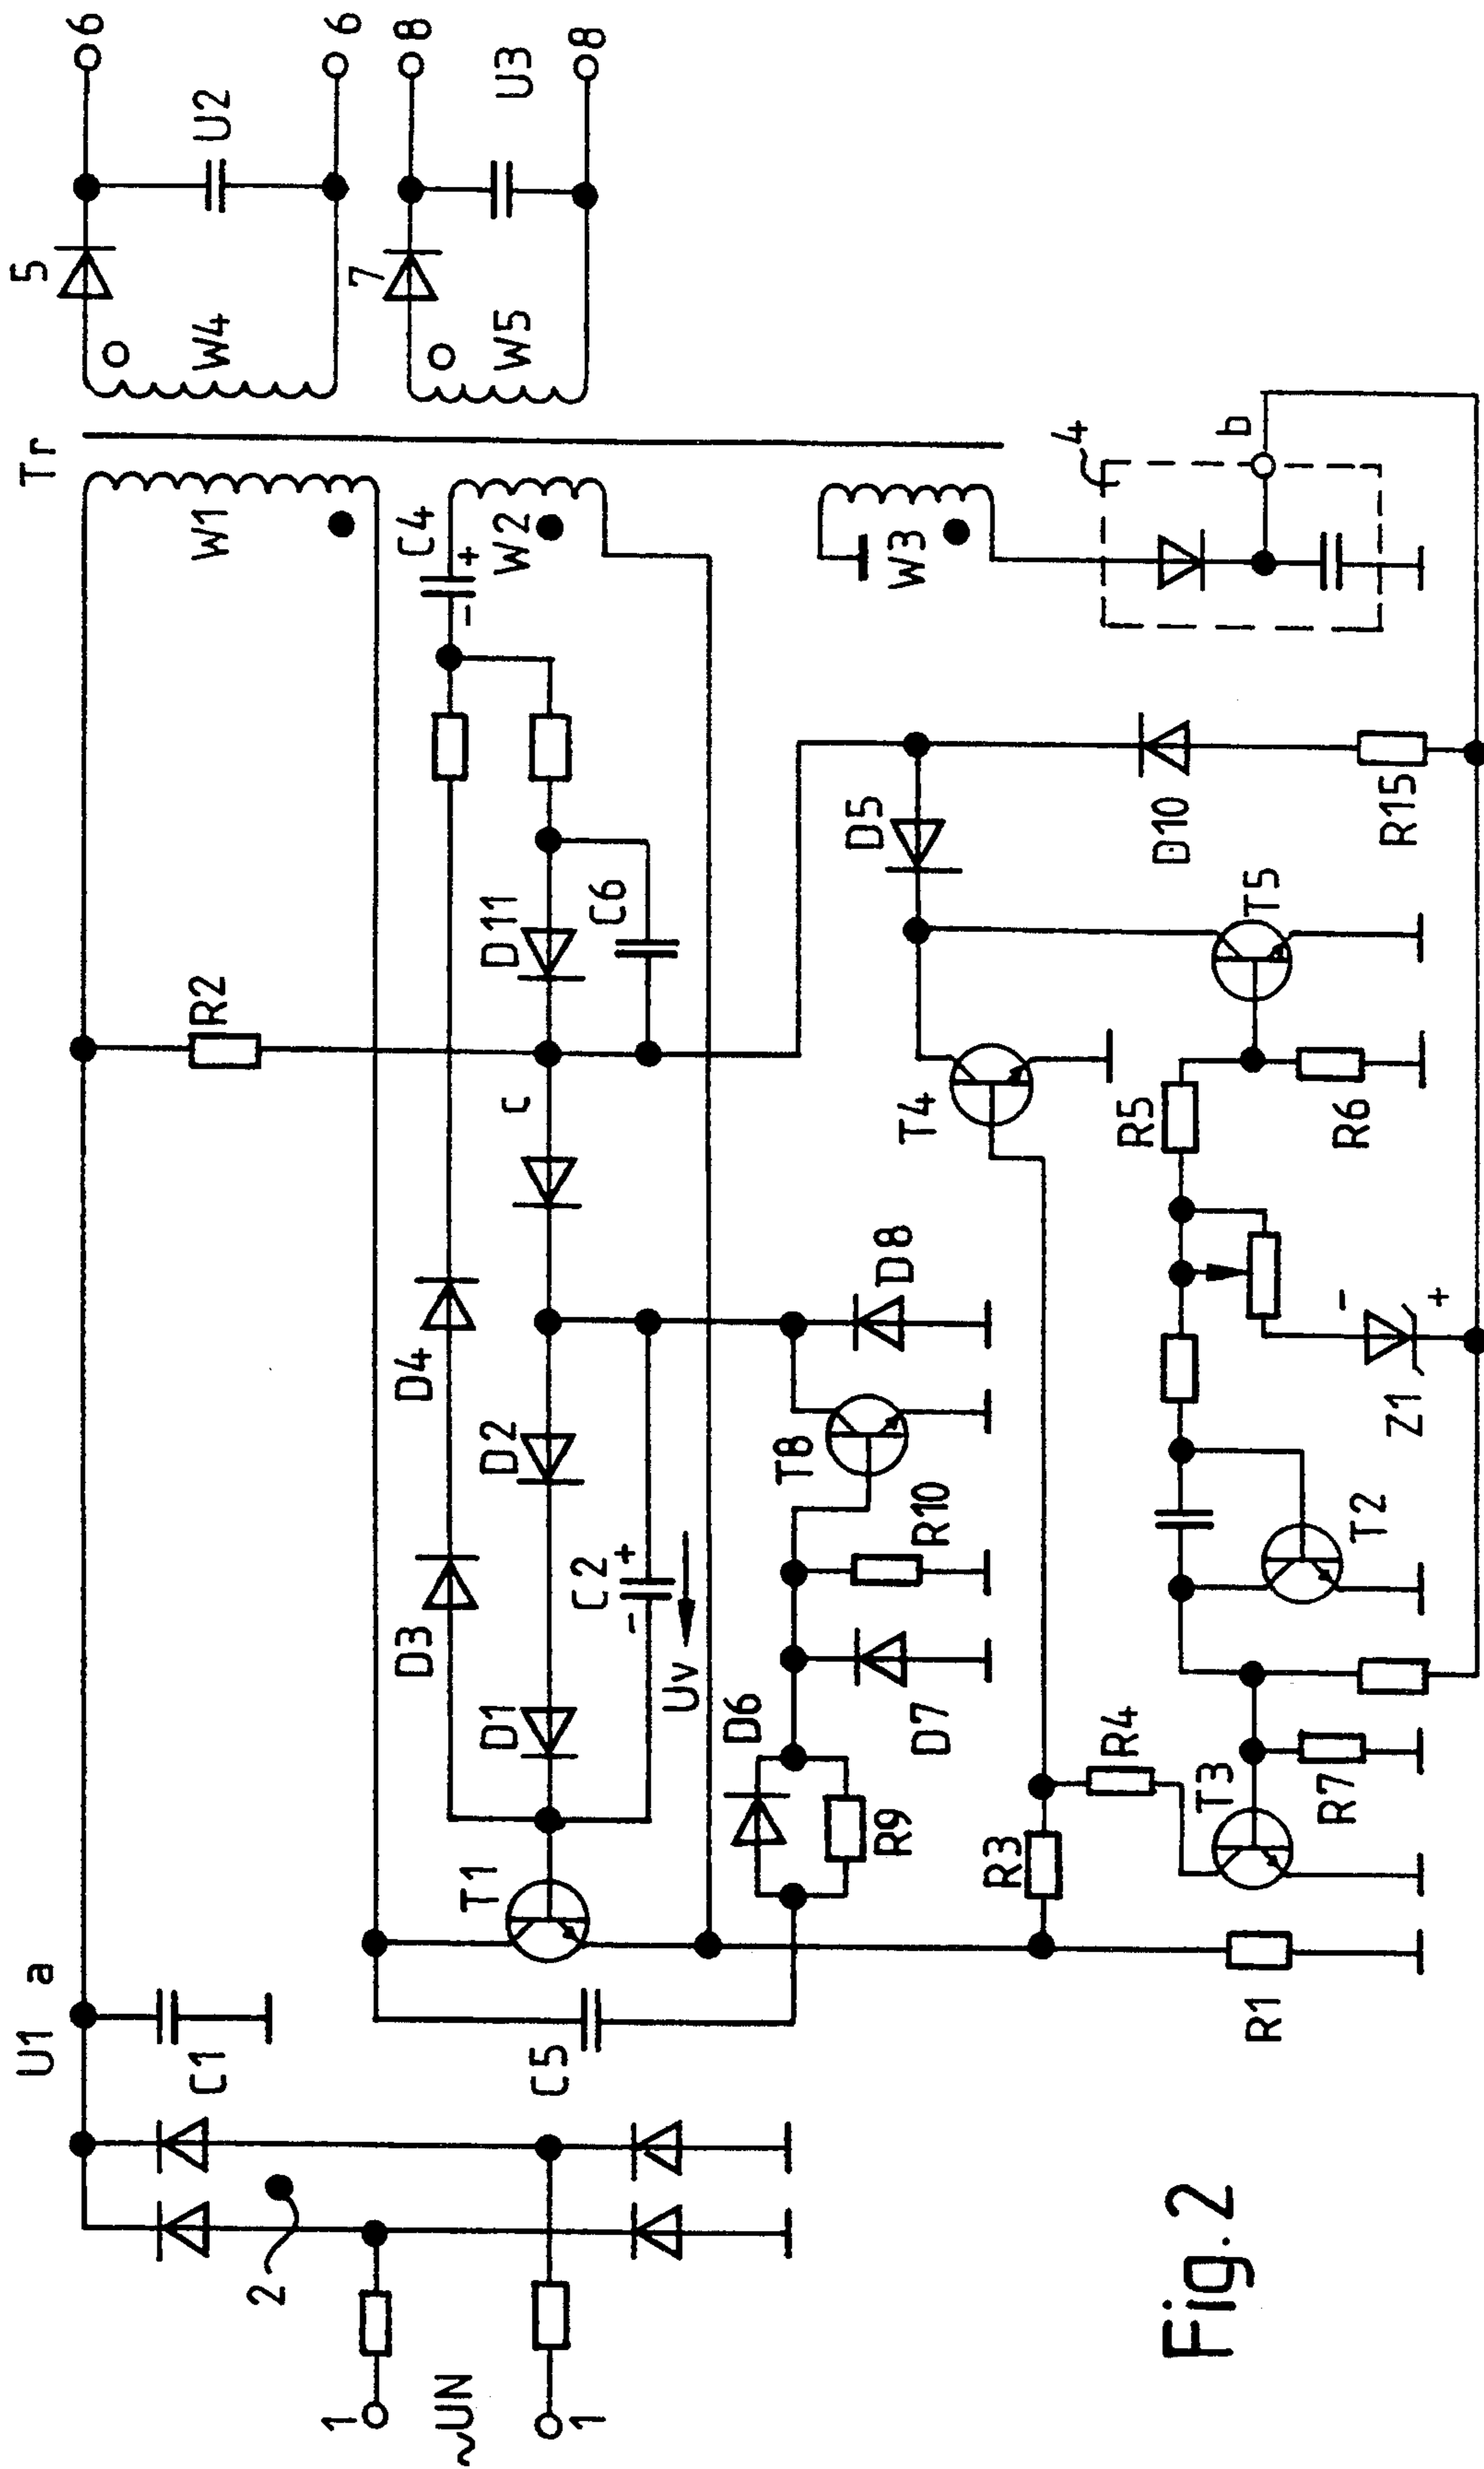 U1 a
Tr
5
6
2
C1
R2
W1
W4
U2
6
1
7
8
~UN
D3
D4
C4
- +
W2
W5
U3
1
T1
D1
D2
c
D11
8
C5
C2
- +
C6
Uv
D6
T8
D8
D5
R9
D7
R10
T4
W3
R3
4
R4
R5
D10
T3
b
R1
R7
T2
Z1
-
+
R6
T5
R15
Fig. 2